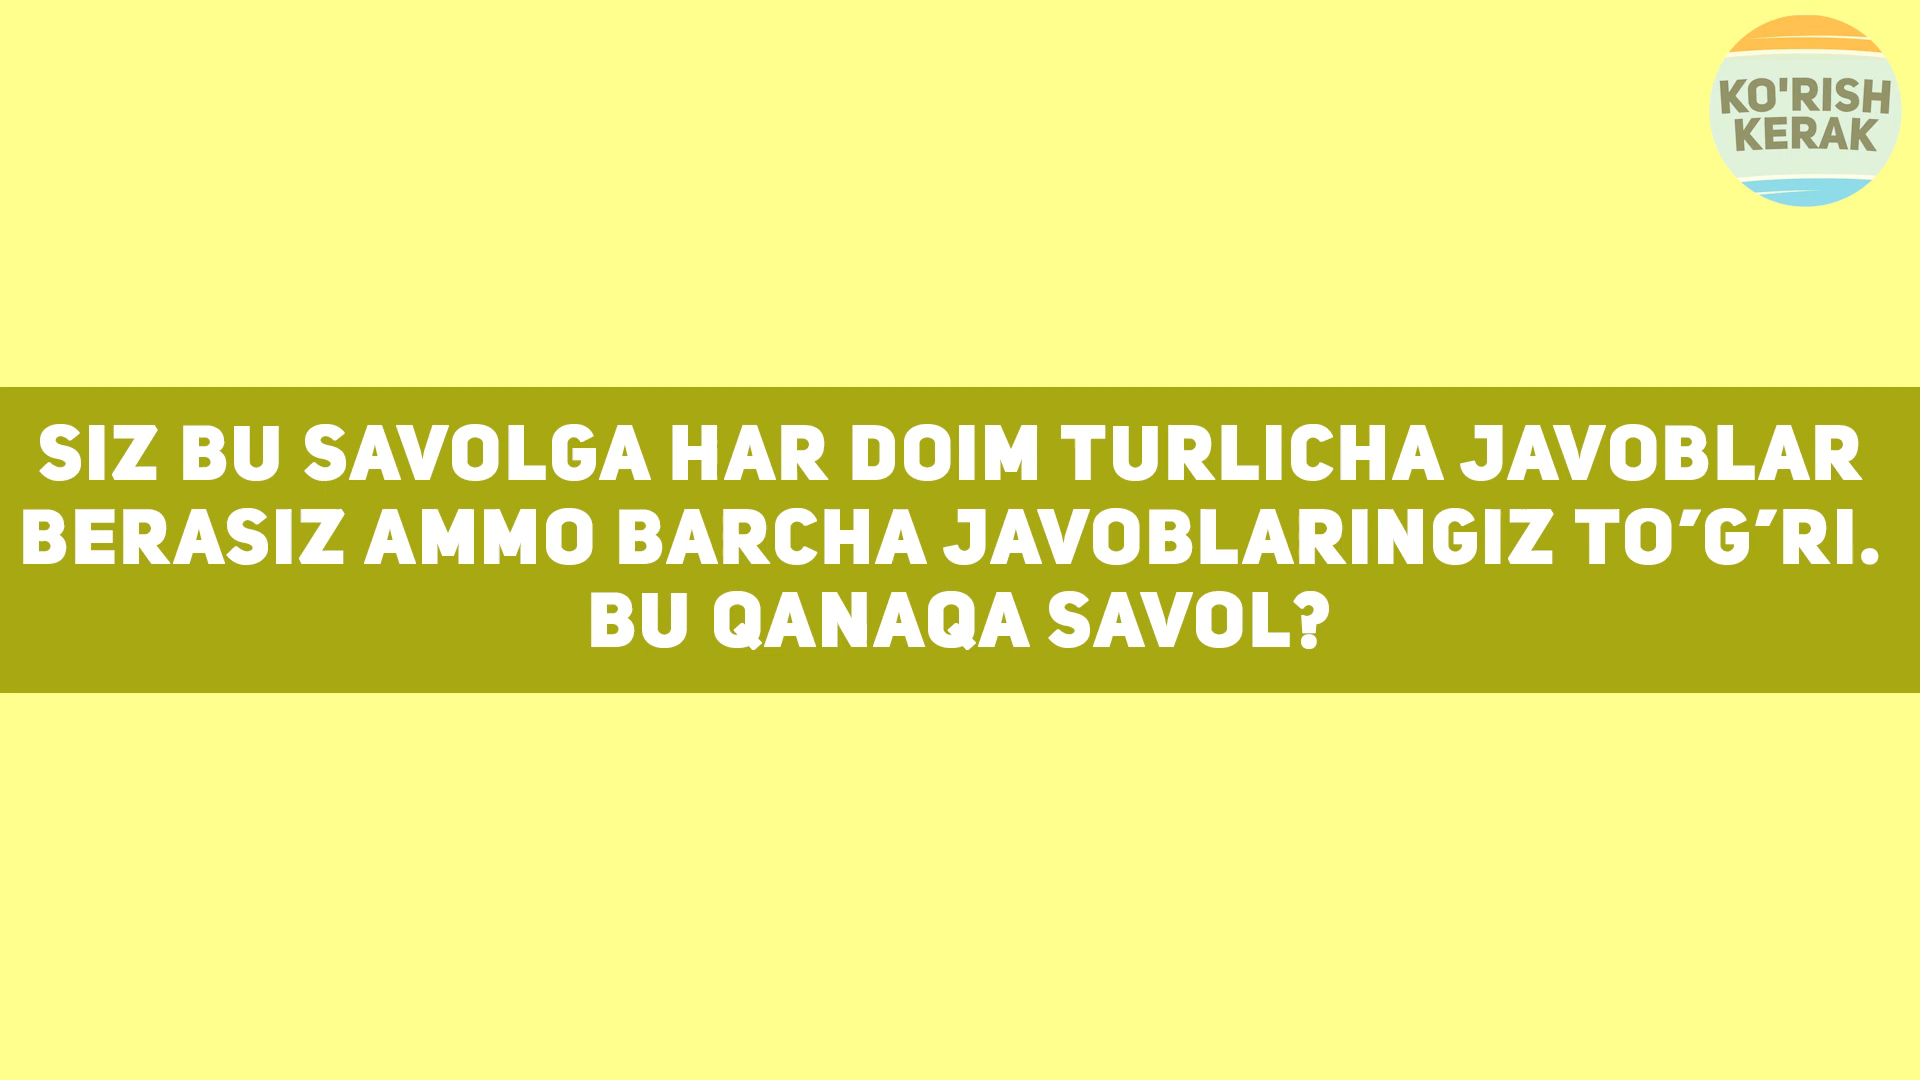 KO'RISH
KERAK
SIZ BU SAVOLGA HAR DOIM TURLICHA JAVOBLAR
BERASIZ AMMO BARCHA JAVOBLARINGIZ TO’G’RI.
BU QANAQA SAVOL?